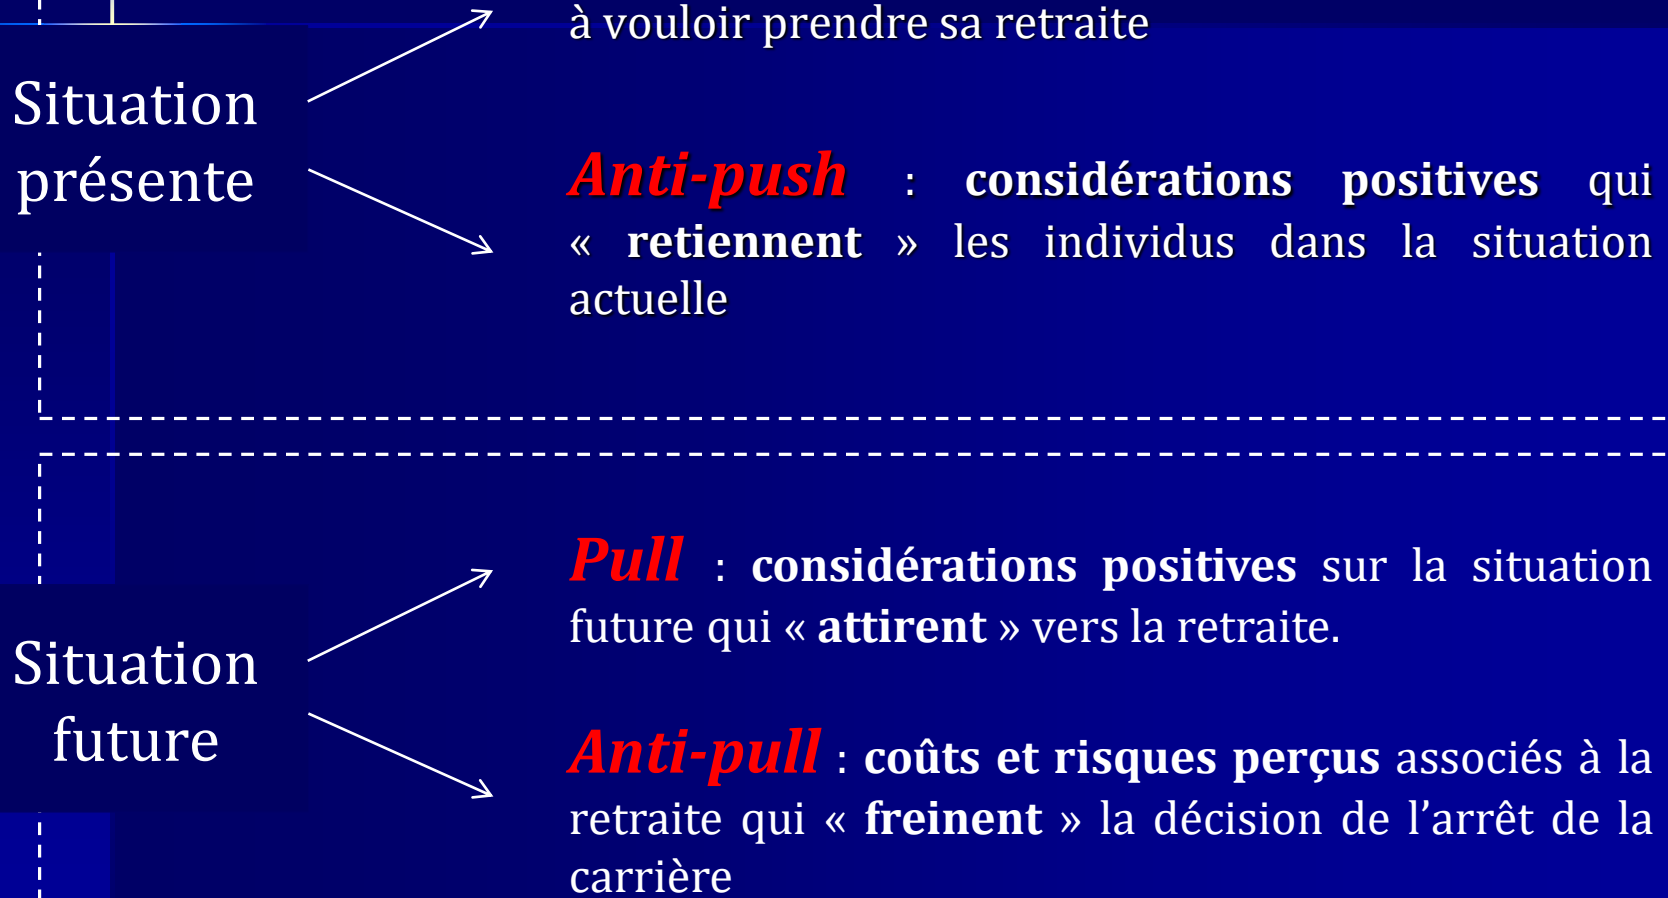 à vouloir prendre sa retraite
Situation
présente
Anti-push : considérations positives qui
« retiennent » les individus dans la situation
actuelle
Pull : considérations positives sur la situation
future qui « attirent » vers la retraite.
Situation
future
Anti-pull : coûts et risques perçus associés à la
retraite qui « freinent » la décision de l’arrêt de la
carrière